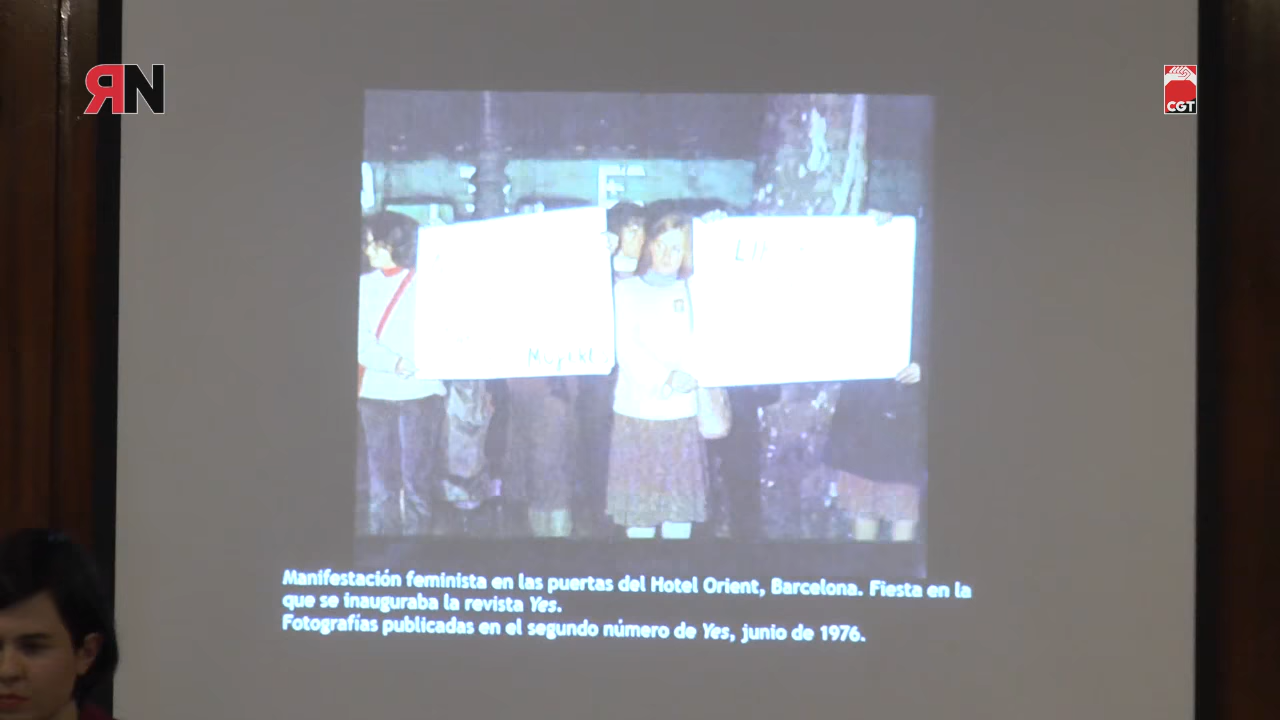 RN
CGT
Manifestación feminista en las puertas del Hotel Orient, Barcelona. Fiesta en la
que se inauguraba la revista Yes.
Fotografías publicadas en el segundo número de Yes, junio de 1976.